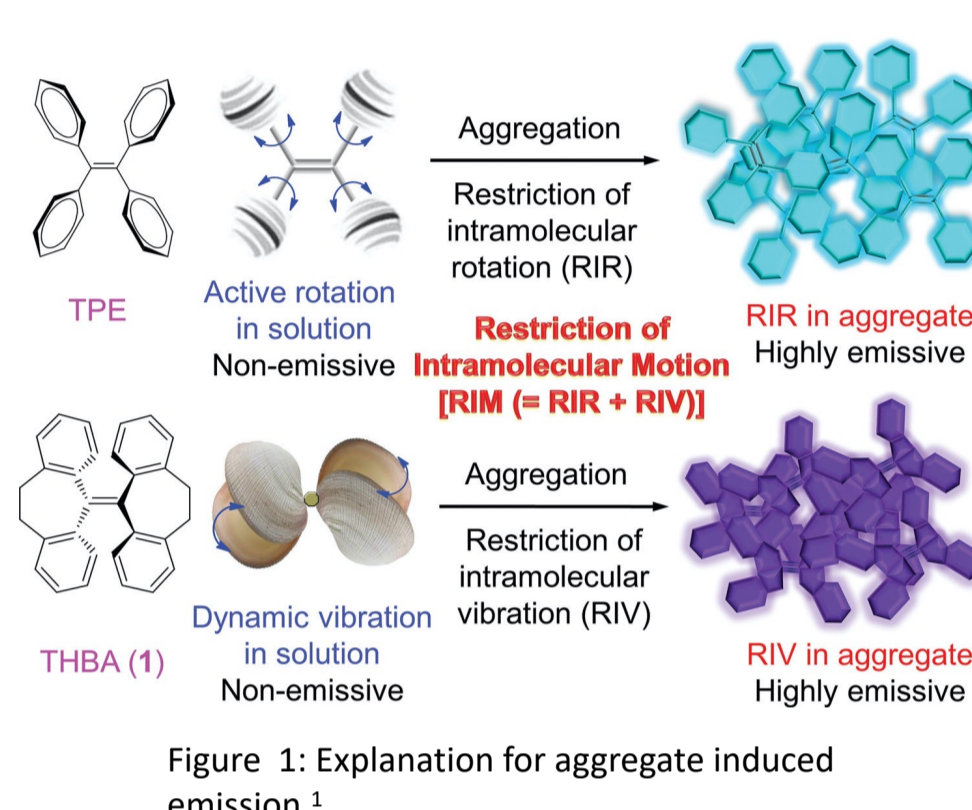 TPE
Active rotation
in solution
Non-emissive
Aggregation
Restriction of
intramolecular
rotation (RIR)
RIR in aggregate
Highly emissive
Restriction of
Intramolecular Motion
[RIM (= RIR + RIV)]
THBA (1)
Dynamic vibration
in solution
Non-emissive
Aggregation
Restriction of
intramolecular
vibration (RIV)
RIV in aggregate
Highly emissive
Figure 1: Explanation for aggregate induced
emission.1